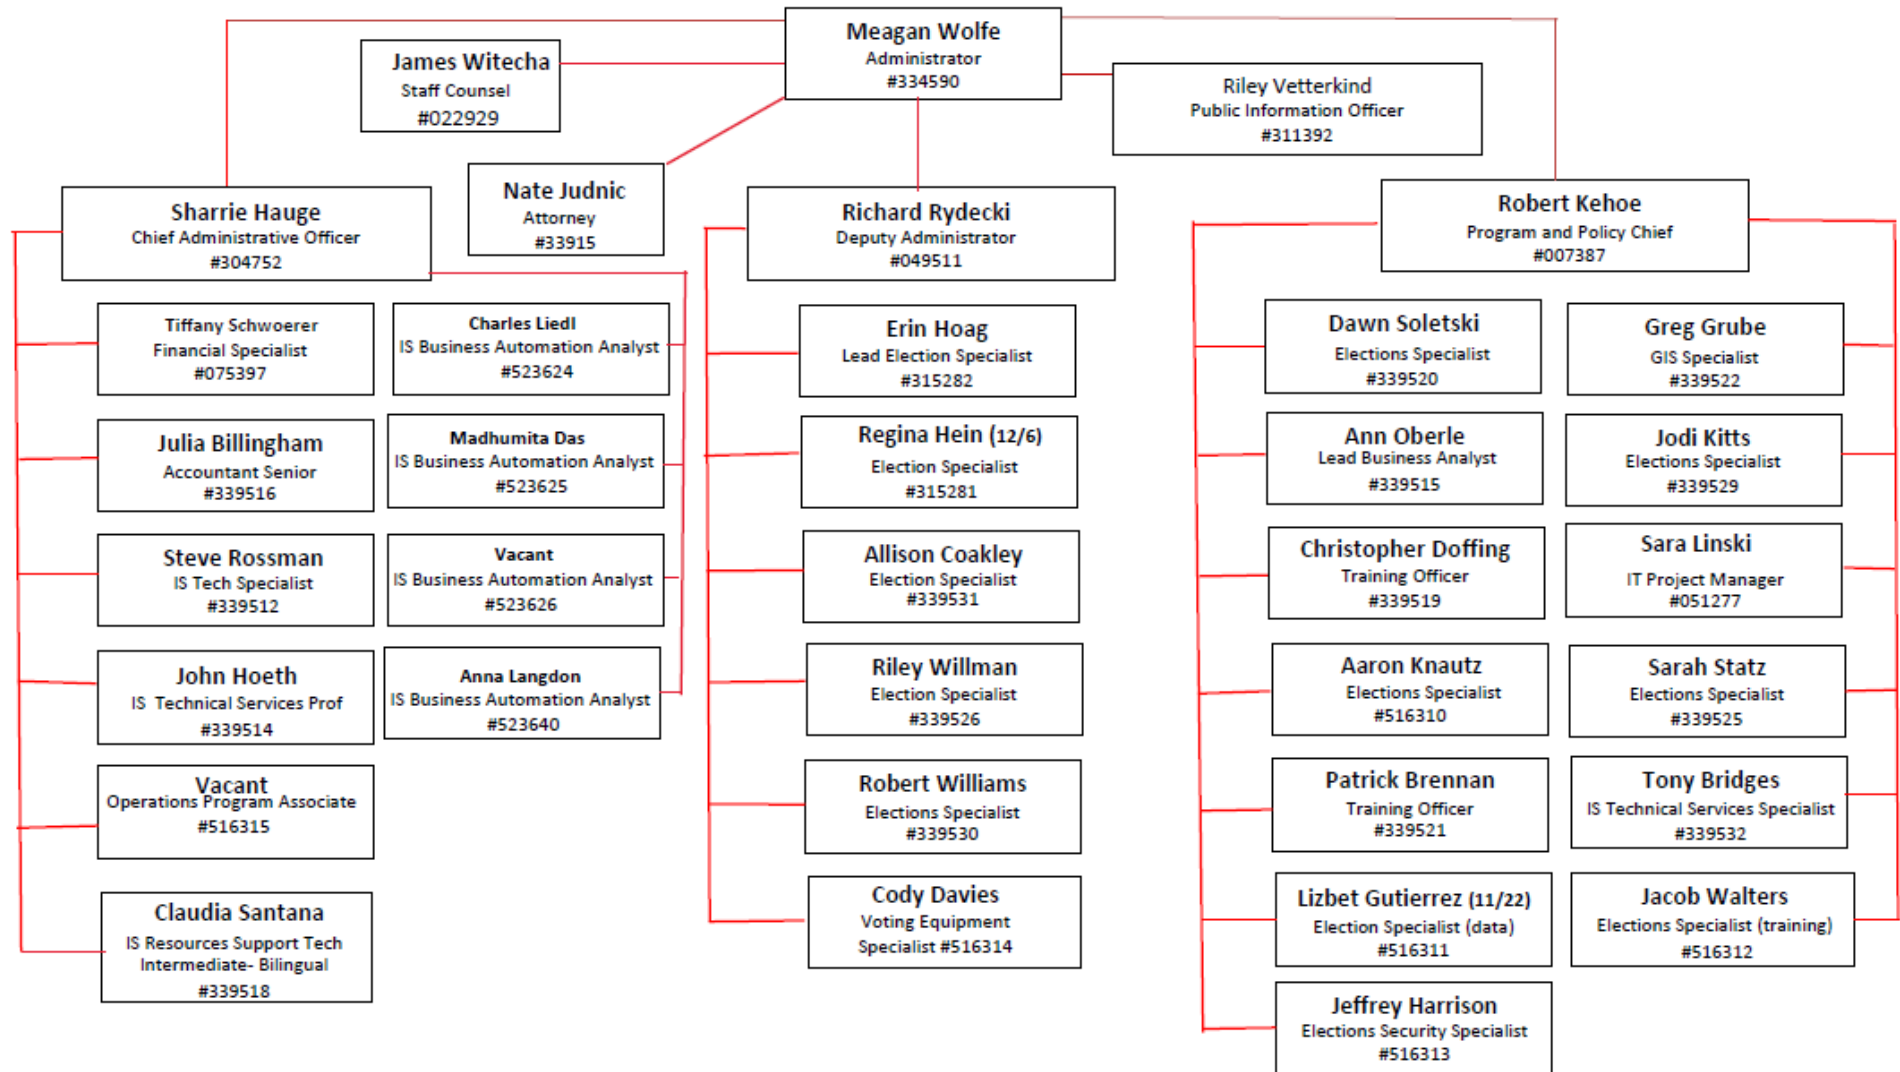 Meagan Wolfe
Administrator
#334590
James Witecha
Staff Counsel
#022929
Riley Vetterkind
Public Information Officer
#311392
Nate Judnic
Attorney
#33915
Sharrie Hauge
Chief Administrative Officer
#304752
Richard Rydecki
Deputy Administrator
#049511
Robert Kehoe
Program and Policy Chief
#007387
Tiffany Schwoerer
Financial Specialist
#075397
Julia Billingham
Accountant Senior
#339516
Steve Rossman
IS Tech Specialist
#339512
John Hoeth
IS Technical Services Prof
#339514
Vacant
Operations Program Associate
#516315
Claudia Santana
IS Resources Support Tech
Intermediate- Bilingual
#339518
Charles Liedl
IS Business Automation Analyst
#523624
Madhumita Das
IS Business Automation Analyst
#523625
Vacant
IS Business Automation Analyst
#523626
Anna Langdon
IS Business Automation Analyst
#523640
Erin Hoag
Lead Election Specialist
#315282
Regina Hein (12/6)
Election Specialist
#315281
Allison Coakley
Election Specialist
#339531
Riley Willman
Election Specialist
#339526
Robert Williams
Elections Specialist
#339530
Cody Davies
Voting Equipment
Specialist #516314
Dawn Soletski
Elections Specialist
#339520
Ann Oberle
Lead Business Analyst
#339515
Christopher Doffing
Training Officer
#339519
Aaron Knautz
Elections Specialist
#516310
Patrick Brennan
Training Officer
#339521
Lizbet Gutierrez (11/22)
Election Specialist (data)
#516311
Jeffrey Harrison
Elections Security Specialist
#516313
Greg Grube
GIS Specialist
#339522
Jodi Kitts
Elections Specialist
#339529
Sara Linski
IT Project Manager
#051277
Sarah Statz
Elections Specialist
#339525
Tony Bridges
IS Technical Services Specialist
#339532
Jacob Walters
Elections Specialist (training)
#516312